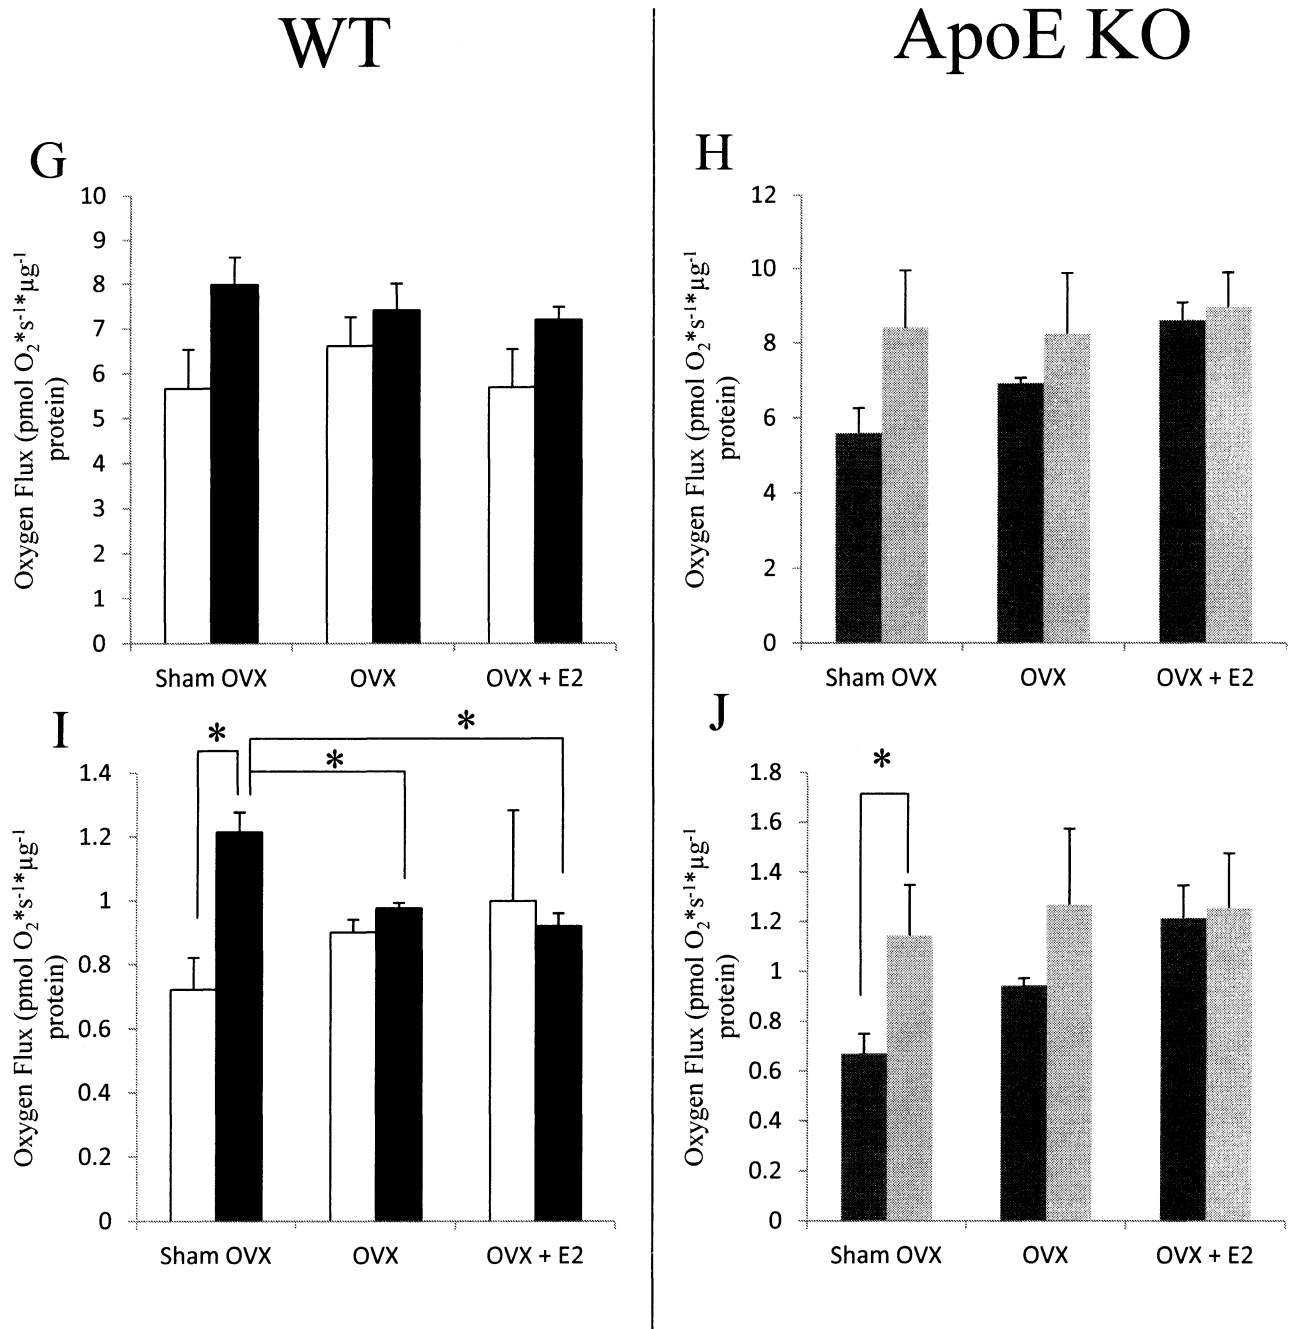 WT
ApoE KO
G
Oxygen Flux (pmol O2*s-1*µg-1
protein)
10
9
8
7
6
5
4
3
2
1
0
Sham OVX OVX OVX + E2
H
Oxygen Flux (pmol O2*s-1*µg-1
protein)
12
10
8
6
4
2
0
Sham OVX OVX OVX + E2
I
* * *
Oxygen Flux (pmol O2*s-1*µg-1
protein)
1.4
1.2
1
0.8
0.6
0.4
0.2
0
Sham OVX OVX OVX + E2
J
*
Oxygen Flux (pmol O2*s-1*µg-1
protein)
1.8
1.6
1.4
1.2
1
0.8
0.6
0.4
0.2
0
Sham OVX OVX OVX + E2